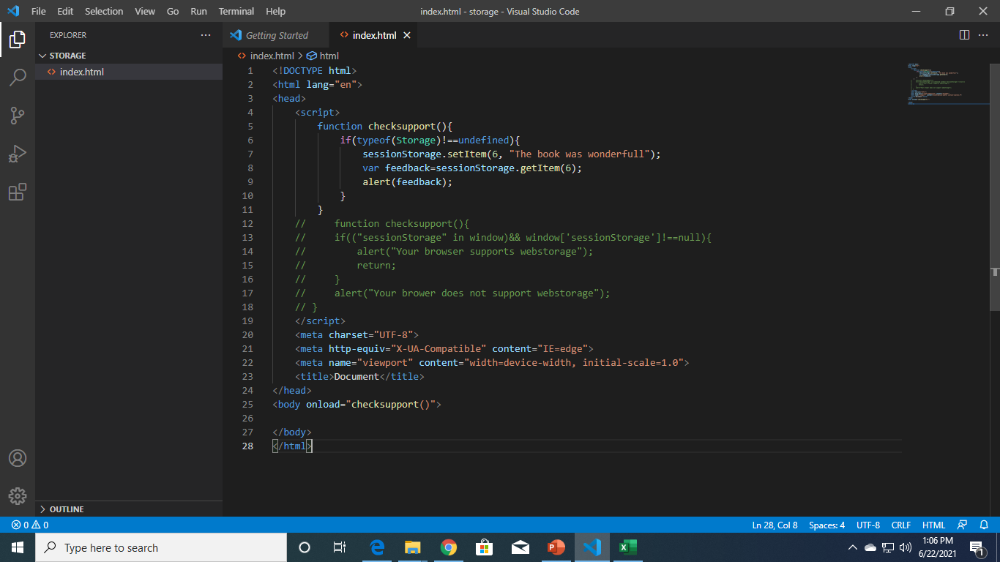 File Edit Selection View Go Run Terminal Help index.html - storage - Visual Studio Code
EXPLORER
Getting Started
index.html
STORAGE
index.html
index.html > html
1 <!DOCTYPE html>
2 <html lang="en">
3 <head>
4 <script>
5 function checksupport(){
6 if(typeof(Storage)!==undefined){
7 sessionStorage.setItem(6, "The book was wonderfull");
8 var feedback=sessionStorage.getItem(6);
9 alert(feedback);
10 }
11 }
12 // function checksupport(){
13 // if(("sessionStorage" in window)&& window['sessionStorage']!==null){
14 // alert("Your browser supports webstorage");
15 // return;
16 // }
17 // alert("Your brower does not support webstorage");
18 // }
19 </script>
20 <meta charset="UTF-8">
21 <meta http-equiv="X-UA-Compatible" content="IE=edge">
22 <meta name="viewport" content="width=device-width, initial-scale=1.0">
23 <title>Document</title>
24 </head>
25 <body onload="checksupport()">
26
27 </body>
28 </html>
OUTLINE
0 0 Ln 28, Col 8 Spaces: 4 UTF-8 CRLF HTML
Type here to search
1:06 PM
6/22/2021
1